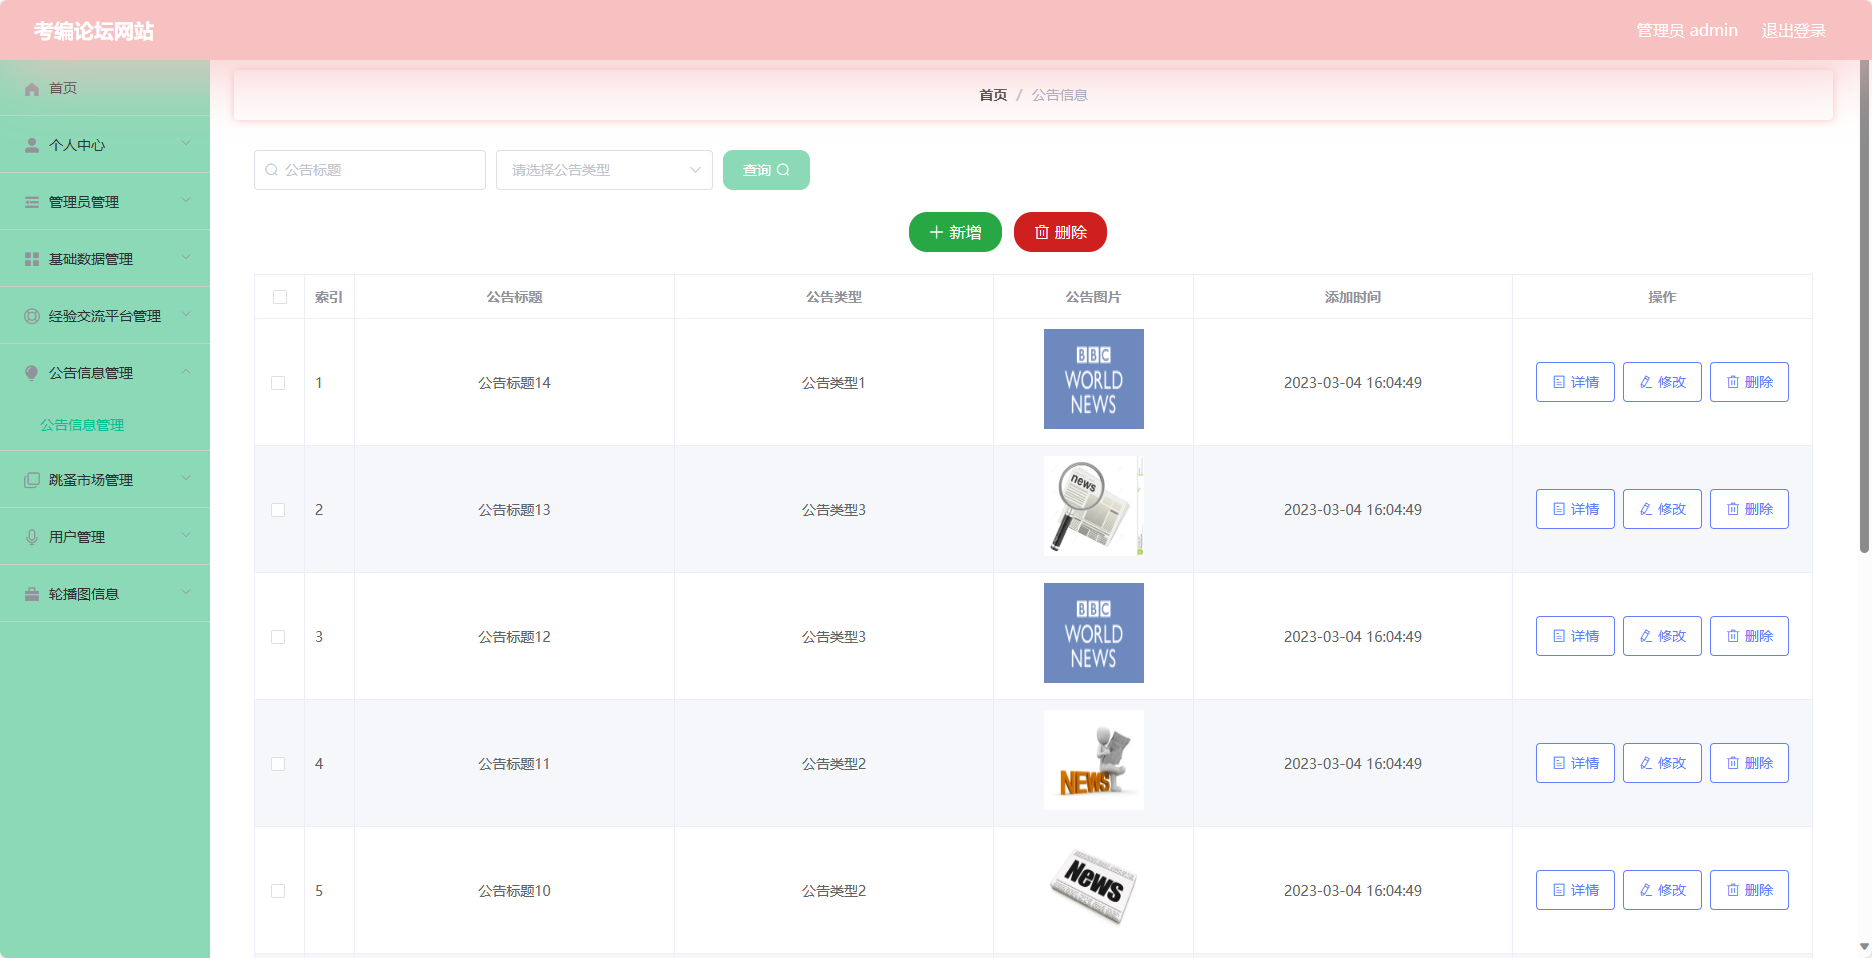 考编论坛网站
管理员 admin
退出登录
首页
个人中心
管理员管理
基础数据管理
经验交流平台管理
公告信息管理
公告信息管理
跳蚤市场管理
用户管理
轮播图信息
首页 / 公告信息
公告标题
请选择公告类型
查询
新增
删除
索引 公告标题 公告类型 公告图片 添加时间 操作
1 公告标题14 公告类型1
BBC
WORLD
NEWS
2023-03-04 16:04:49 详情 修改 删除
2 公告标题13 公告类型3
news
2023-03-04 16:04:49 详情 修改 删除
3 公告标题12 公告类型3
BBC
WORLD
NEWS
2023-03-04 16:04:49 详情 修改 删除
4 公告标题11 公告类型2
NEWS
2023-03-04 16:04:49 详情 修改 删除
5 公告标题10 公告类型2
News
2023-03-04 16:04:49 详情 修改 删除